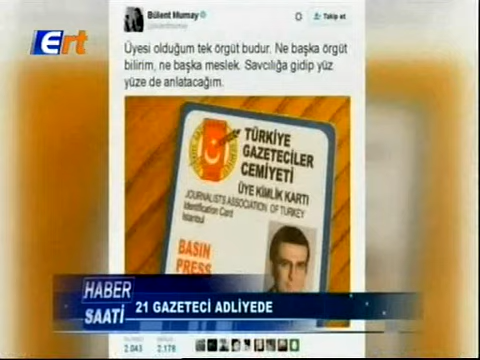 Ert
Bülent Mumay
Takip et
Üyesi olduğum tek örgüt budur. Ne başka örgüt
bilirim, ne başka meslek. Savcılığa gidip yüz
yüze de anlatacağım.
TÜRKİYE
GAZETECİLER
CEMİYETİ
ÜYE KİMLİK KARTI
JOURNALISTS ASSOCIATION OF TURKEY
Identification Card
Istanbul
BASIN
PRESS
HABER
SAATİ
21 GAZETECİ ADLİYEDE
2.043 2.178